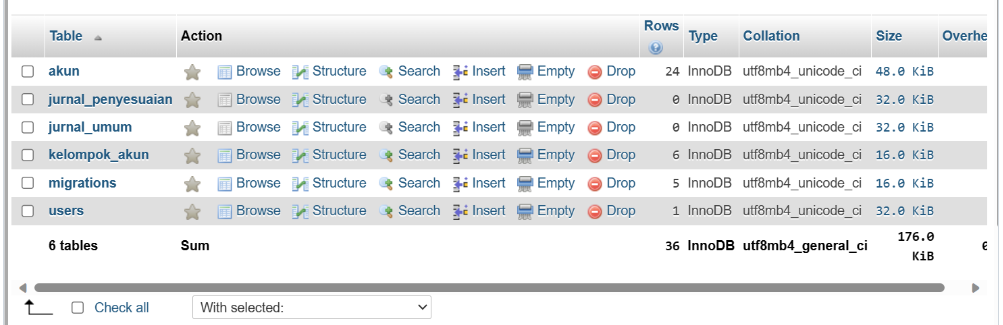 Table Action Rows Type Collation Size Overhe
akun Browse Structure Search Insert Empty Drop 24 InnoDB utf8mb4_unicode_ci 48.0 KiB
jurnal_penyesuaian Browse Structure Search Insert Empty Drop 0 InnoDB utf8mb4_unicode_ci 32.0 KiB
jurnal_umum Browse Structure Search Insert Empty Drop 0 InnoDB utf8mb4_unicode_ci 32.0 KiB
kelompok_akun Browse Structure Search Insert Empty Drop 6 InnoDB utf8mb4_unicode_ci 16.0 KiB
migrations Browse Structure Search Insert Empty Drop 5 InnoDB utf8mb4_unicode_ci 16.0 KiB
users Browse Structure Search Insert Empty Drop 1 InnoDB utf8mb4_unicode_ci 32.0 KiB
6 tables Sum 36 InnoDB utf8mb4_general_ci 176.0
KiB
Check all With selected: